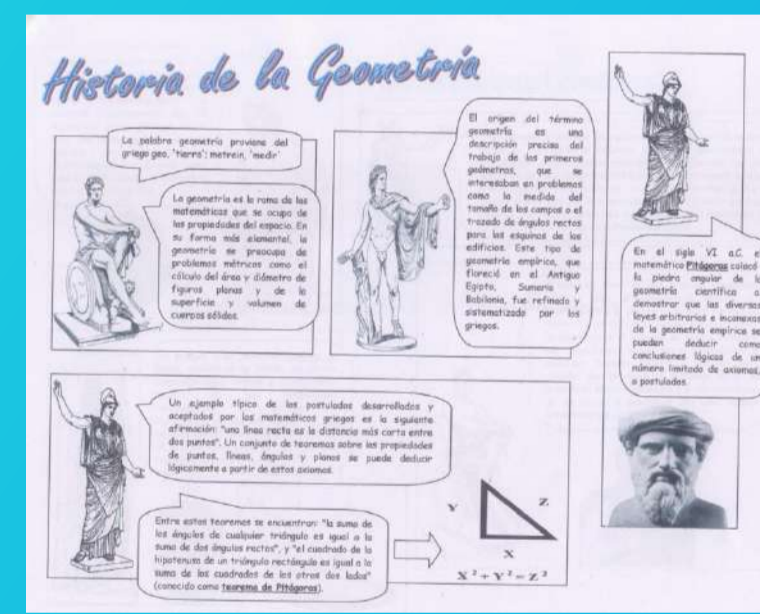 Historia de la Geometría
La palabra geometría proviene del
griego geo, 'tierra'; metrein, 'medir'
La geometría es la rama de las
matemáticas que se ocupa de
las propiedades del espacio. En
su forma más elemental, la
geometría se preocupa de
problemas métricos como el
cálculo del área y diámetro de
figuras planas y de la
superficie y volumen de
cuerpos sólidos.
El origen del término
geometría es una
descripción precisa del
trabajo de los primeros
geómetras, que se
interesaban en problemas
como la medida del
tamaño de los campos o el
trazado de ángulos rectos
para las esquinas de los
edificios. Este tipo de
geometría empírica, que
floreció en el Antiguo
Egipto, Sumeria y
Babilonia, fue refinado y
sistematizado por los
griegos.
En el siglo VI a.C. el
matemático Pitágoras colocó
la piedra angular de la
geometría científica a
demostrar que las diversas
leyes arbitrarias e inconexas
de la geometría empírica se
pueden deducir como
conclusiones lógicas de un
número limitado de axiomas,
o postulados.
Un ejemplo típico de los postulados desarrollados y
aceptados por los matemáticos griegos es la siguiente
afirmación: "una línea recta es la distancia más corta entre
dos puntos". Un conjunto de teoremas sobre las propiedades
de puntos, líneas, ángulos y planos se puede deducir
lógicamente a partir de estos axiomas.
Entre estos teoremas se encuentran: "la suma de
los ángulos de cualquier triángulo es igual a la
suma de dos ángulos rectos", y "el cuadrado de la
hipotenusa de un triángulo rectángulo es igual a la
suma de los cuadrados de los otros dos lados"
(conocido como teorema de Pitágoras).
Y
Z
X
X² + Y² = Z²